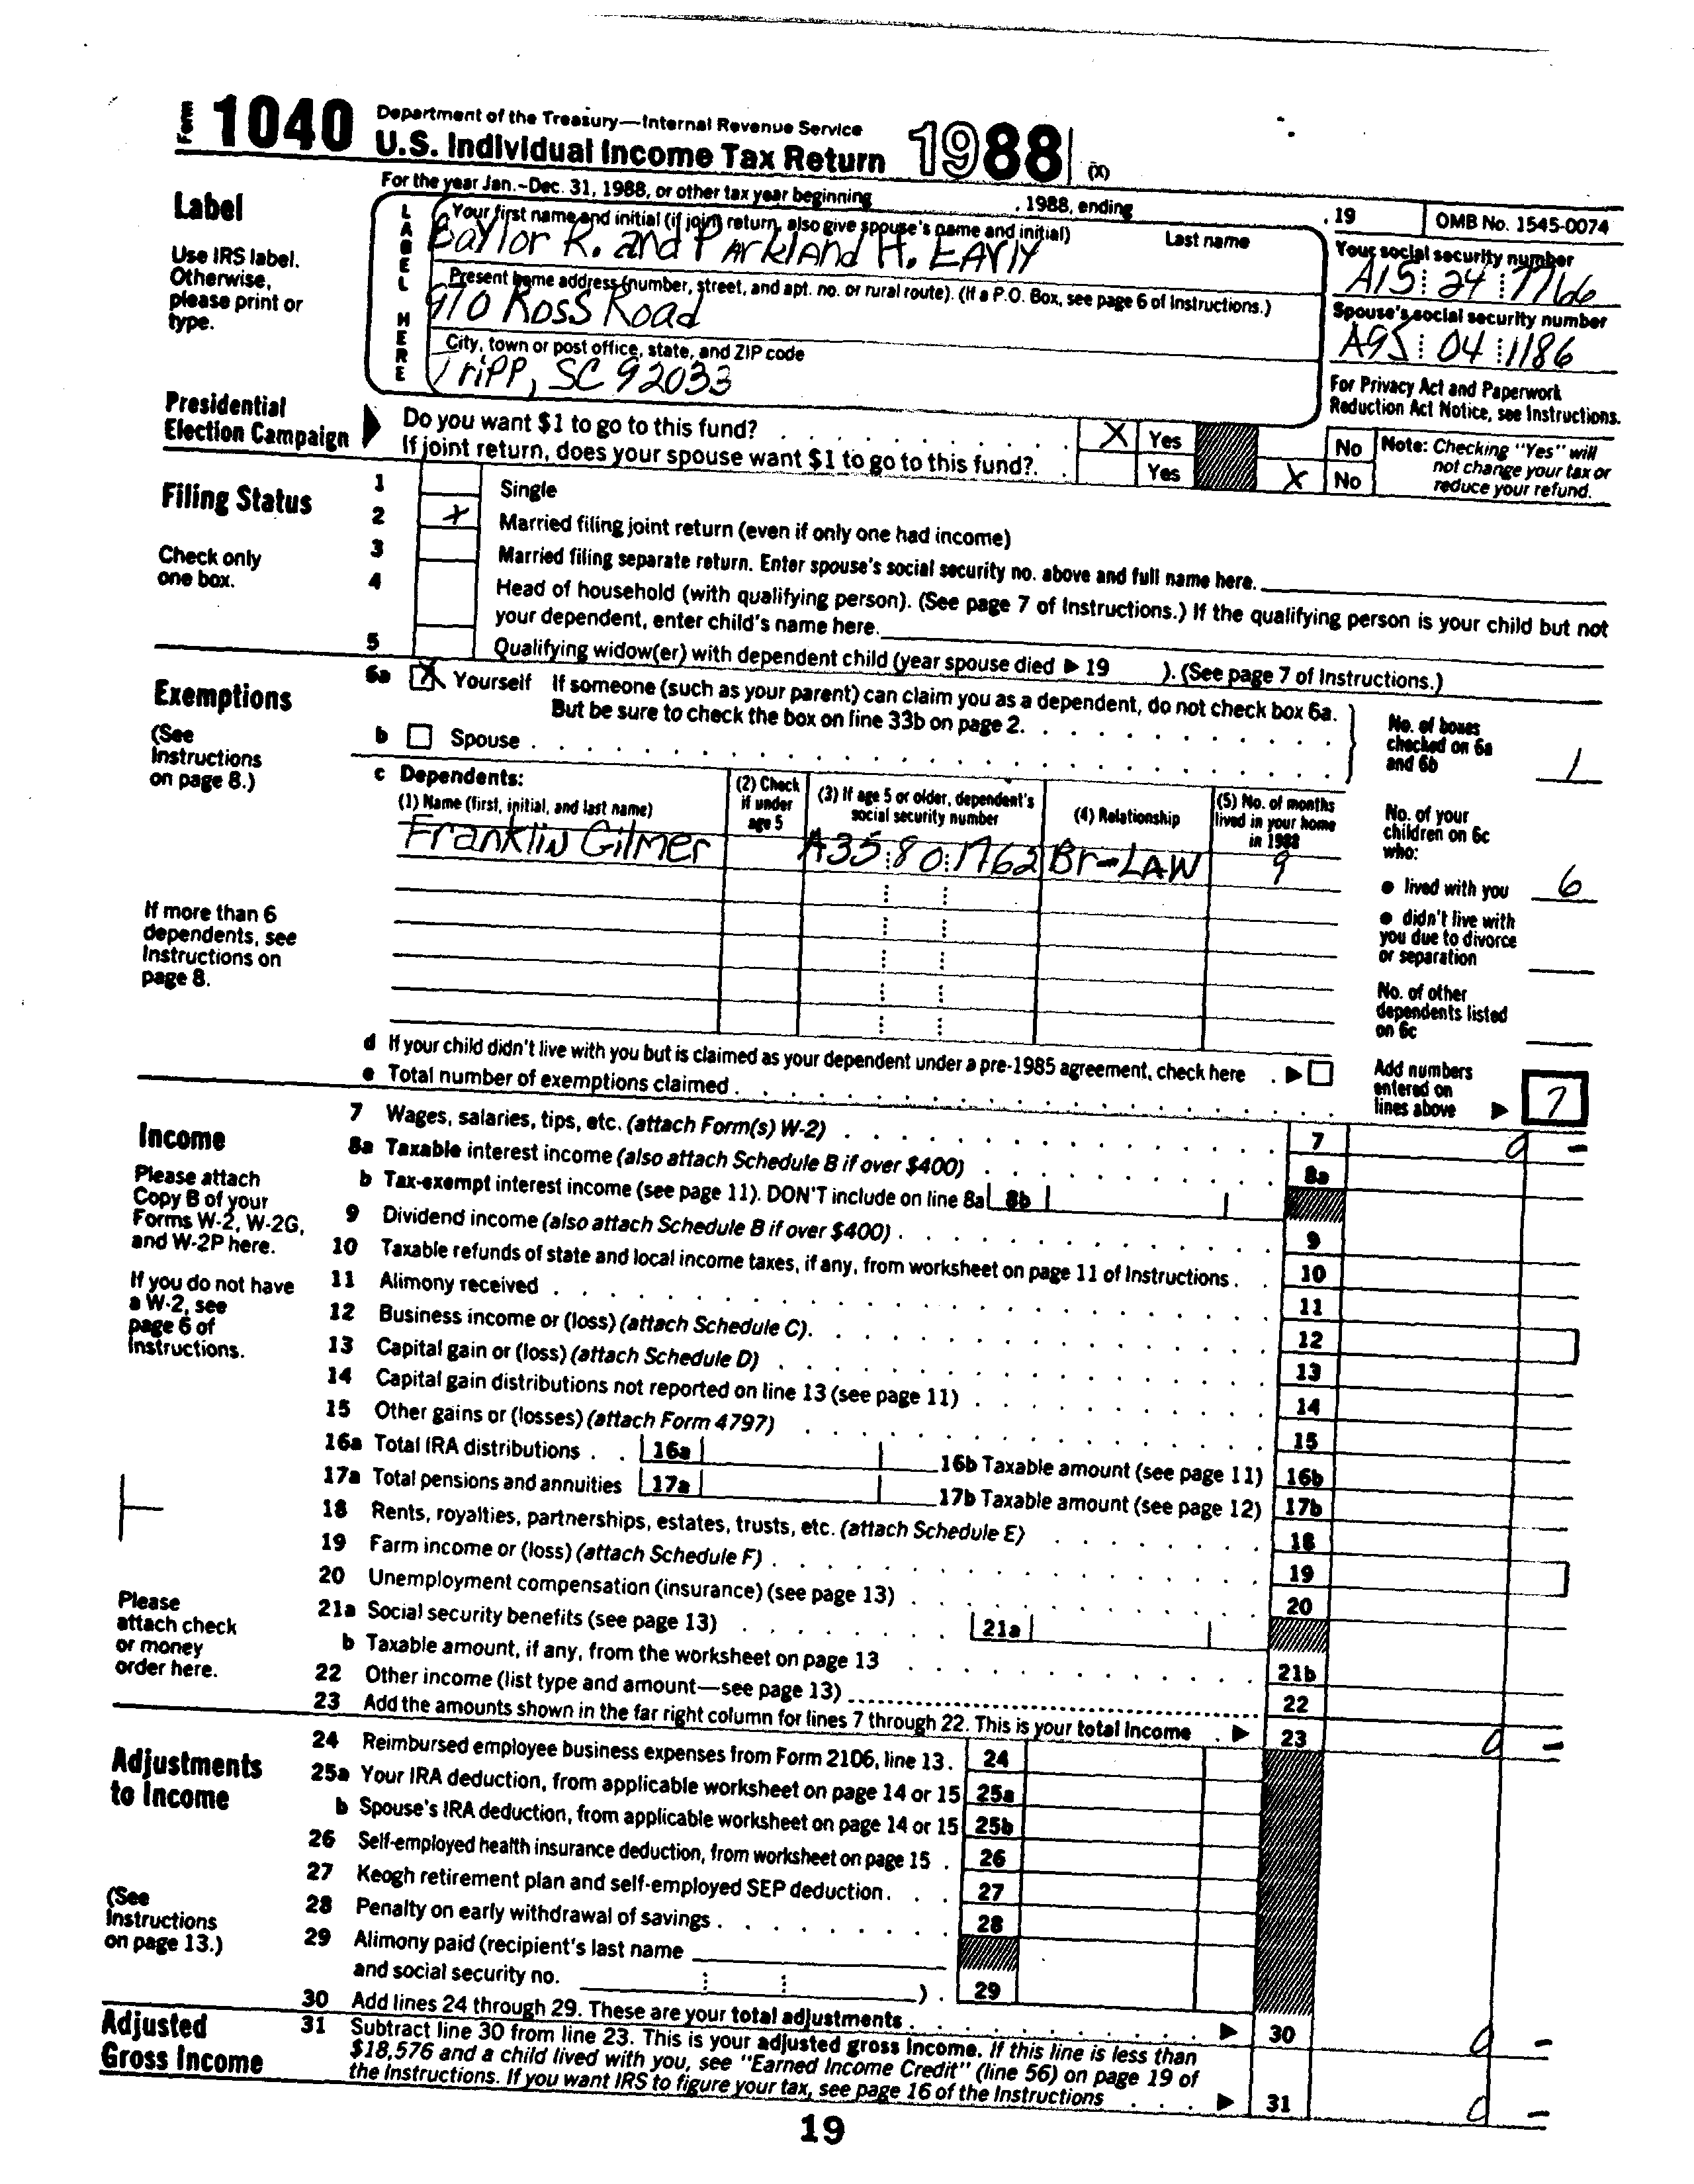 Form 1040 Department of the Treasury—Internal Revenue Service
U.S. Individual Income Tax Return 1988 (X)
For the year Jan.-Dec. 31, 1988, or other tax year beginning , 1988, ending , 19 OMB No. 1545-0074
Label
Use IRS label.
Otherwise,
please print or
type.
LABEL HERE
Your first name and initial (if joint return, also give spouse's name and initial) Last name
Baylor R. and Parkland H. Early
Your social security number
A15 24 7766
Present home address (number, street, and apt. no. or rural route). (If a P.O. Box, see page 6 of Instructions.)
910 Ross Road
Spouse's social security number
A95 04 1186
City, town or post office, state, and ZIP code
Tripp, SC 92033
For Privacy Act and Paperwork
Reduction Act Notice, see Instructions.
Presidential
Election Campaign
Do you want $1 to go to this fund? X Yes No
If joint return, does your spouse want $1 to go to this fund? Yes X No
Note: Checking "Yes" will
not change your tax or
reduce your refund.
Filing Status
Check only
one box.
1 Single
2 X Married filing joint return (even if only one had income)
3 Married filing separate return. Enter spouse's social security no. above and full name here.
4 Head of household (with qualifying person). (See page 7 of Instructions.) If the qualifying person is your child but not
your dependent, enter child's name here.
5 Qualifying widow(er) with dependent child (year spouse died ▶ 19 ). (See page 7 of Instructions.)
Exemptions
(See
Instructions
on page 8.)
6a X Yourself If someone (such as your parent) can claim you as a dependent, do not check box 6a.
But be sure to check the box on line 33b on page 2.
b Spouse
No. of boxes
checked on 6a
and 6b 1
c Dependents:
(1) Name (first, initial, and last name)
(2) Check
if under
age 5
(3) If age 5 or older, dependent's
social security number
(4) Relationship
(5) No. of months
lived in your home
in 1988
Franklin Gilmer A35 80 1762 Br-LAW 9
If more than 6
dependents, see
Instructions on
page 8.
No. of your
children on 6c
who:
● lived with you 6
● didn't live with
you due to divorce
or separation
No. of other
dependents listed
on 6c
d If your child didn't live with you but is claimed as your dependent under a pre-1985 agreement, check here ▶
e Total number of exemptions claimed
Add numbers
entered on
lines above ▶ 7
Income
Please attach
Copy B of your
Forms W-2, W-2G,
and W-2P here.
If you do not have
a W-2, see
page 6 of
Instructions.
Please
attach check
or money
order here.
7 Wages, salaries, tips, etc. (attach Form(s) W-2) 7 0 -
8a Taxable interest income (also attach Schedule B if over $400) 8a
b Tax-exempt interest income (see page 11). DON'T include on line 8a 8b
9 Dividend income (also attach Schedule B if over $400) 9
10 Taxable refunds of state and local income taxes, if any, from worksheet on page 11 of Instructions 10
11 Alimony received 11
12 Business income or (loss) (attach Schedule C) 12
13 Capital gain or (loss) (attach Schedule D) 13
14 Capital gain distributions not reported on line 13 (see page 11) 14
15 Other gains or (losses) (attach Form 4797) 15
16a Total IRA distributions 16a 16b Taxable amount (see page 11) 16b
17a Total pensions and annuities 17a 17b Taxable amount (see page 12) 17b
18 Rents, royalties, partnerships, estates, trusts, etc. (attach Schedule E) 18
19 Farm income or (loss) (attach Schedule F) 19
20 Unemployment compensation (insurance) (see page 13) 20
21a Social security benefits (see page 13) 21a
b Taxable amount, if any, from the worksheet on page 13 21b
22 Other income (list type and amount—see page 13) 22
23 Add the amounts shown in the far right column for lines 7 through 22. This is your total income ▶ 23 0 -
Adjustments
to Income
(See
Instructions
on page 13.)
24 Reimbursed employee business expenses from Form 2106, line 13. 24
25a Your IRA deduction, from applicable worksheet on page 14 or 15 25a
b Spouse's IRA deduction, from applicable worksheet on page 14 or 15 25b
26 Self-employed health insurance deduction, from worksheet on page 15 26
27 Keogh retirement plan and self-employed SEP deduction 27
28 Penalty on early withdrawal of savings 28
29 Alimony paid (recipient's last name
and social security no. ) 29
30 Add lines 24 through 29. These are your total adjustments ▶ 30 0 -
Adjusted
Gross Income
31 Subtract line 30 from line 23. This is your adjusted gross income. If this line is less than
$18,576 and a child lived with you, see "Earned Income Credit" (line 56) on page 19 of
the Instructions. If you want IRS to figure your tax, see page 16 of the Instructions ▶ 31 0 -
19